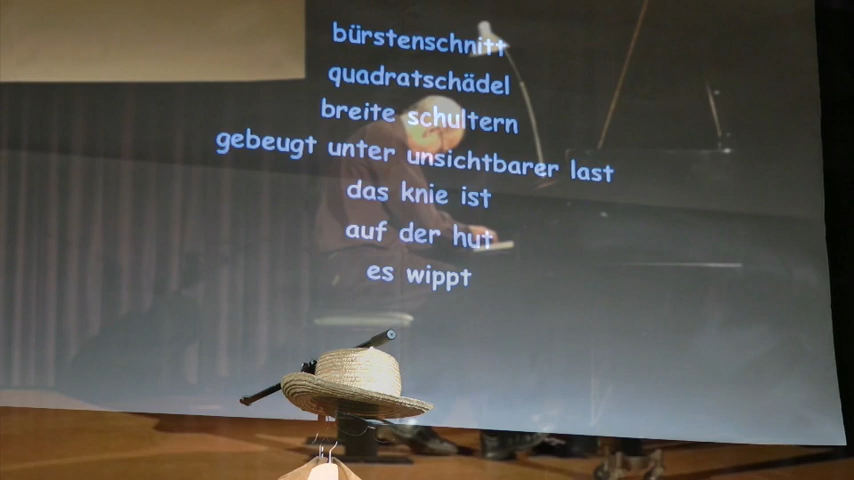 bürstenschnitt
quadratschädel
breite schultern
gebeugt unter unsichtbarer last
das knie ist
auf der hut
es wippt